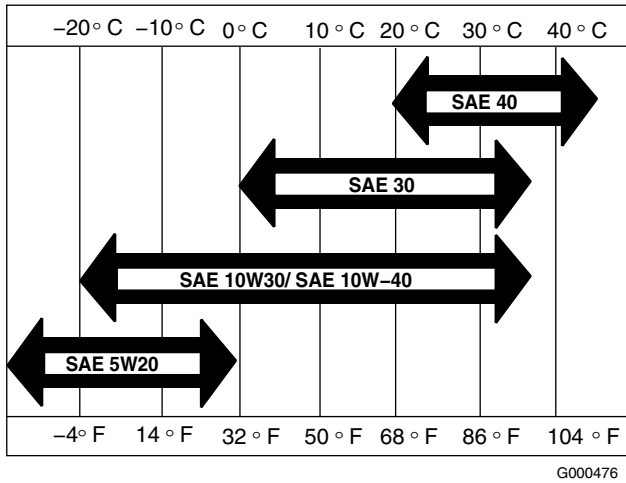 −20° C −10° C 0° C 10° C 20° C 30° C 40° C
SAE 40
SAE 30
SAE 10W30/ SAE 10W−40
SAE 5W20
−4° F 14° F 32° F 50° F 68° F 86° F 104° F
G000476